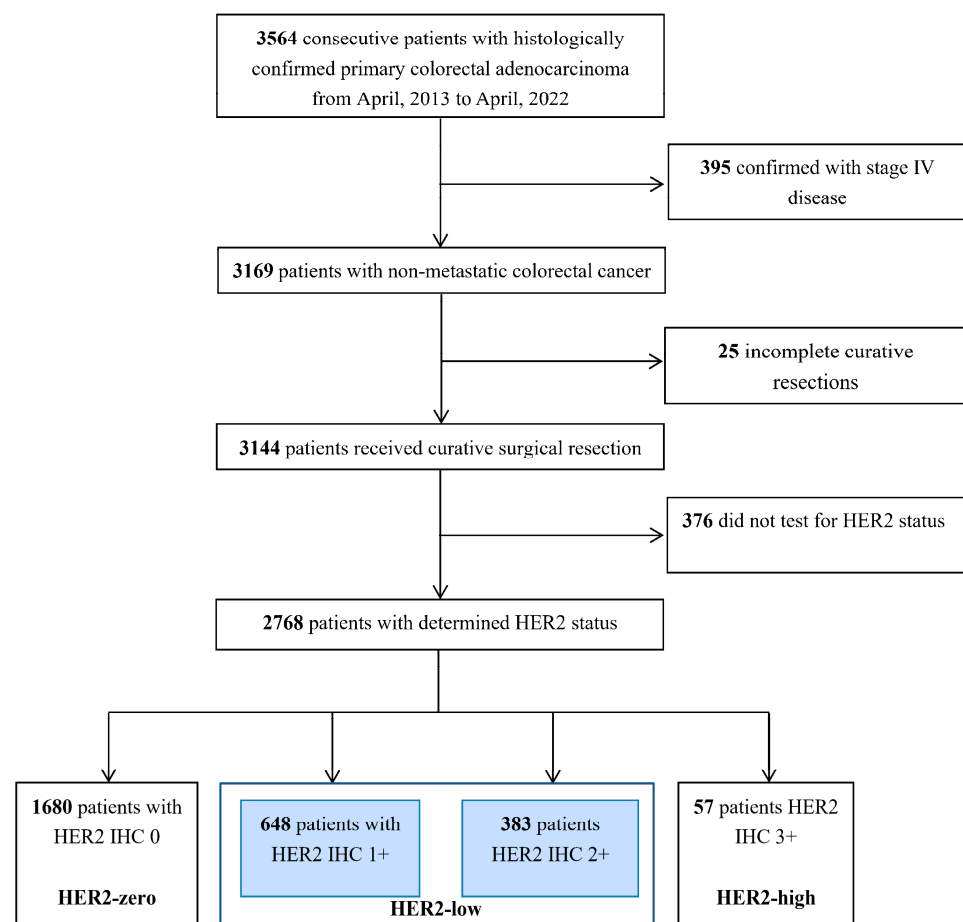 3564 consecutive patients with histologically
confirmed primary colorectal adenocarcinoma
from April, 2013 to April, 2022
395 confirmed with stage IV
disease
3169 patients with non-metastatic colorectal cancer
25 incomplete curative
resections
3144 patients received curative surgical resection
376 did not test for HER2 status
2768 patients with determined HER2 status
1680 patients with
HER2 IHC 0
HER2-zero
648 patients with
HER2 IHC 1+
383 patients
HER2 IHC 2+
HER2-low
57 patients HER2
IHC 3+
HER2-high